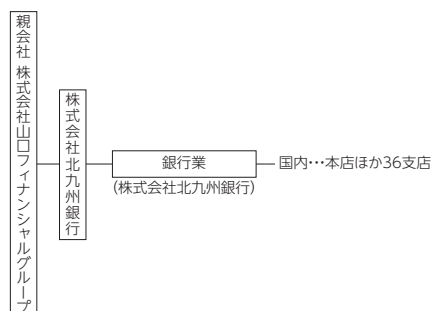 親会社 株式会社山口フィナンシャルグループ
株式会社北九州銀行
銀行業
(株式会社北九州銀行)
国内…本店ほか36支店